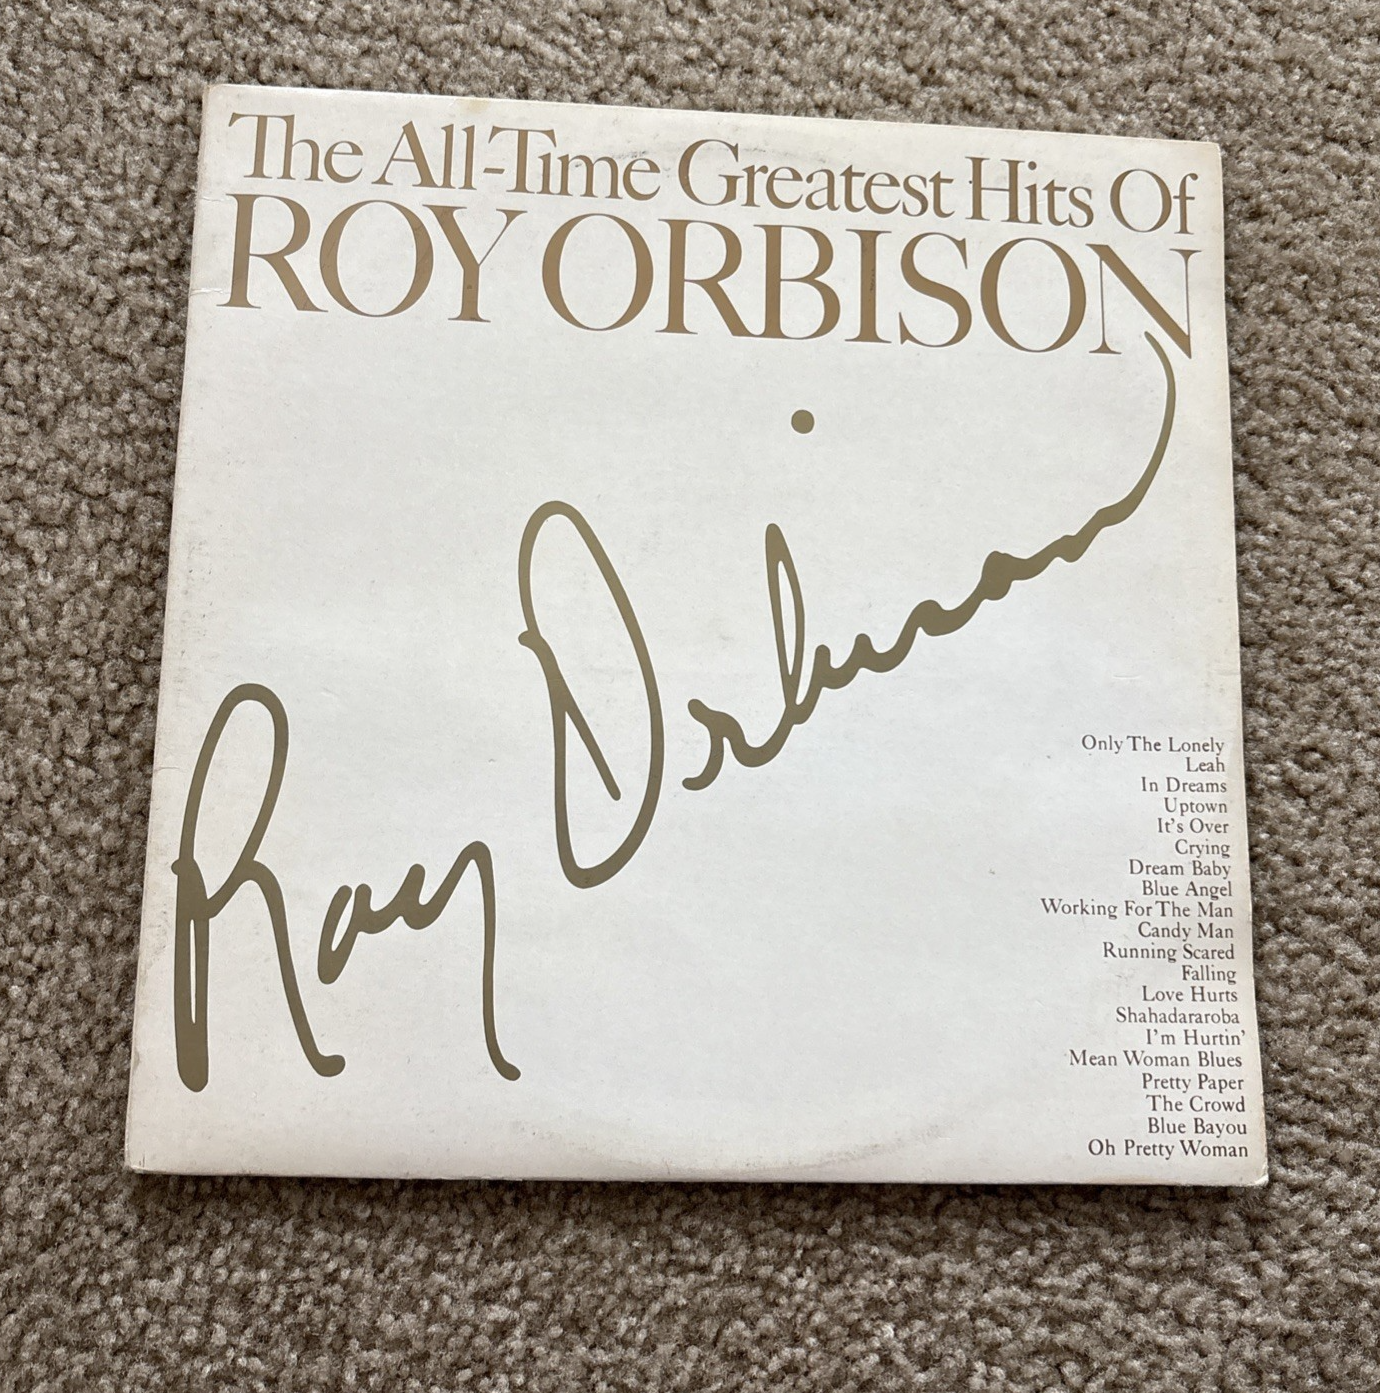 The All-Time Greatest Hits Of
ROY ORBISON
Roy Orbison
Only The Lonely
Leah
In Dreams
Uptown
It's Over
Crying
Dream Baby
Blue Angel
Working For The Man
Candy Man
Running Scared
Falling
Love Hurts
Shahadararoba
I'm Hurtin'
Mean Woman Blues
Pretty Paper
The Crowd
Blue Bayou
Oh Pretty Woman